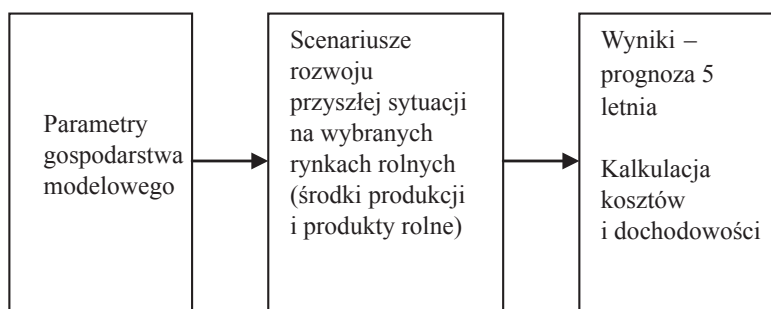 Parametry
gospodarstwa
modelowego
Scenariusze
rozwoju
przyszłej sytuacji
na wybranych
rynkach rolnych
(środki produkcji
i produkty rolne)
Wyniki –
prognoza 5
letnia
Kalkulacja
kosztów
i dochodowości